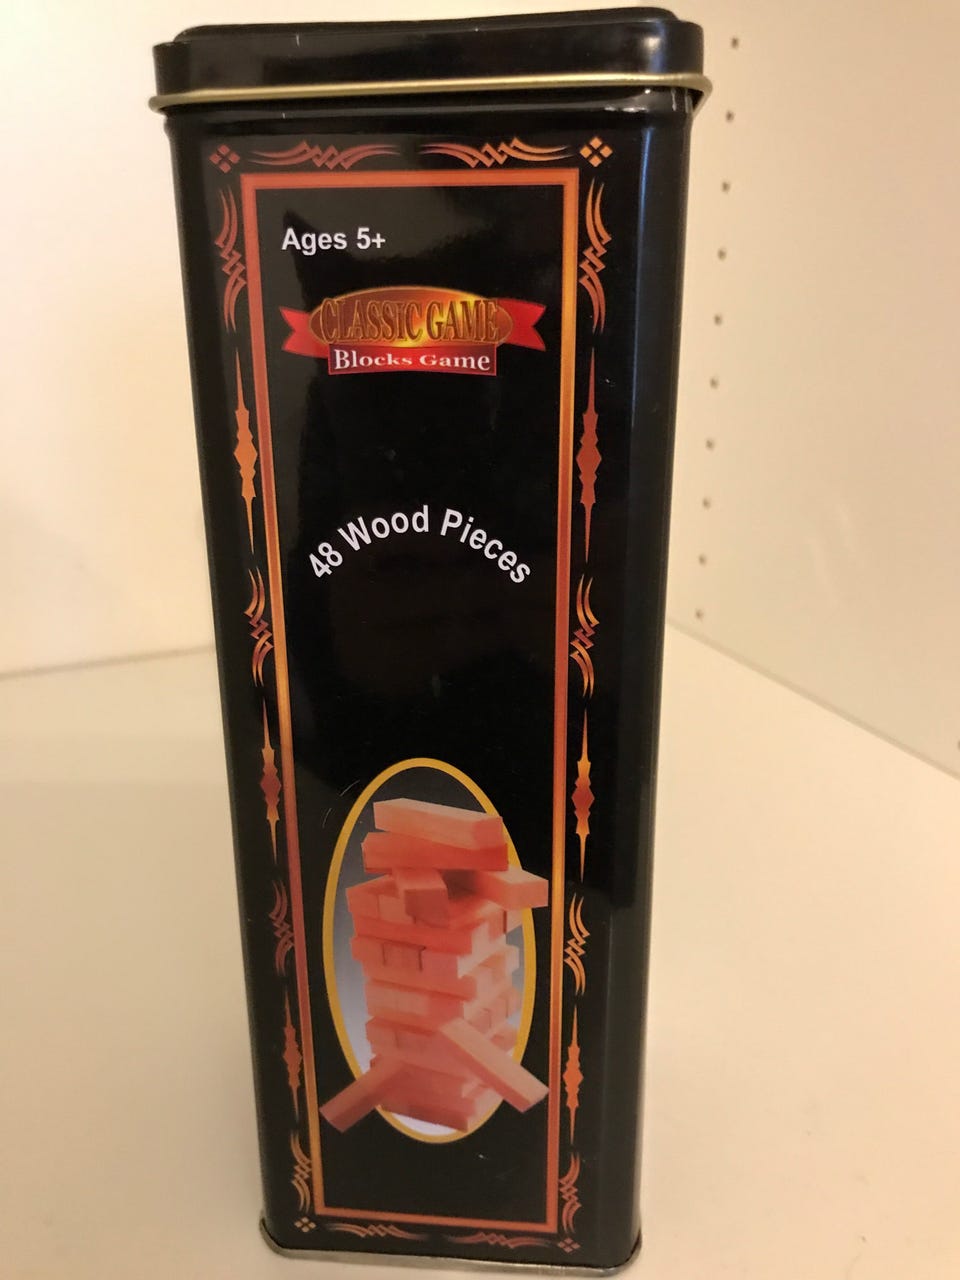 Ages 5+
CLASSIC GAME
Blocks Game
48 Wood Pieces